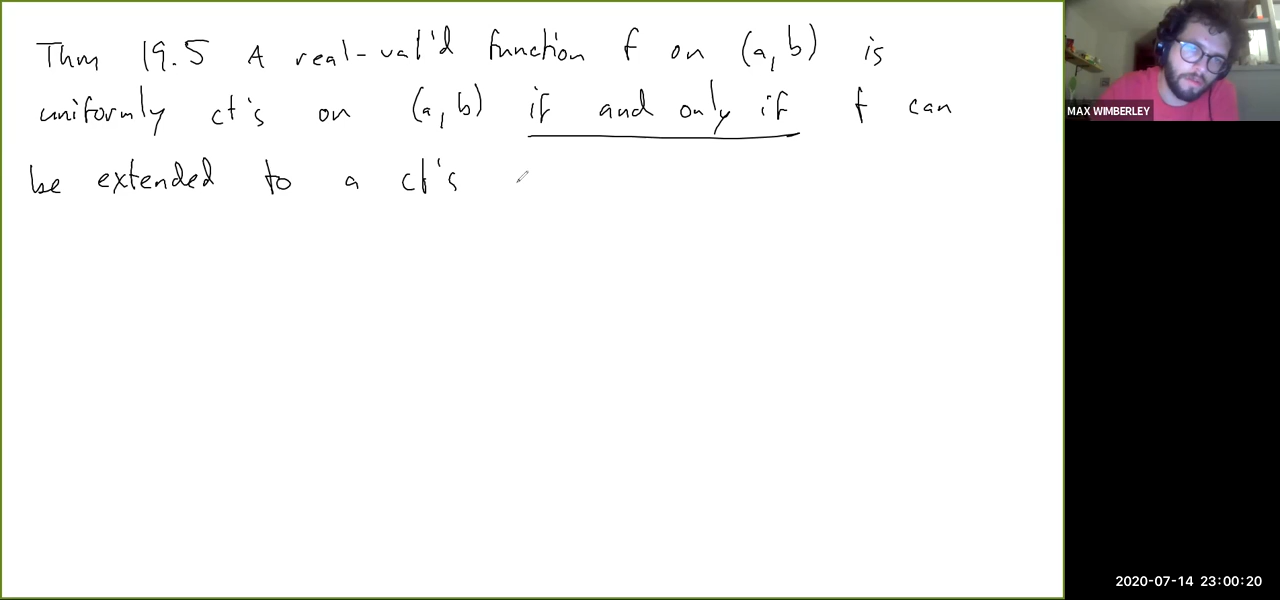 Thm 19.5 A real-val'd function f on (a, b) is
uniformly ct's on (a, b) if and only if f can
be extended to a ct's
MAX WIMBERLEY
2020-07-14 23:00:20